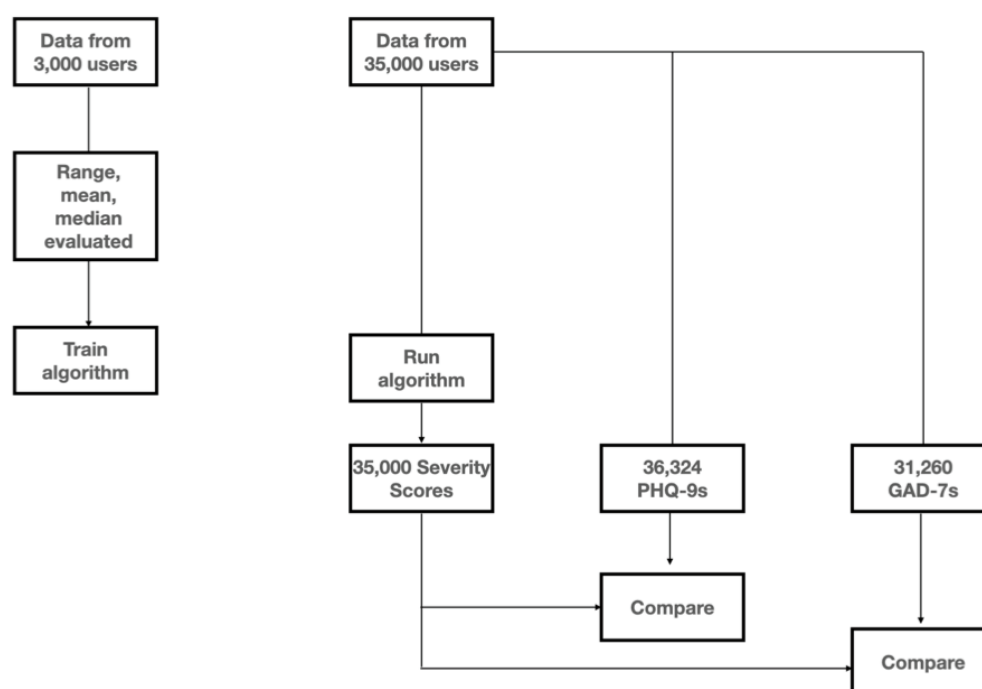 Data from
3,000 users
Range,
mean,
median
evaluated
Train
algorithm
Data from
35,000 users
Run
algorithm
35,000 Severity
Scores
36,324
PHQ-9s
31,260
GAD-7s
Compare
Compare